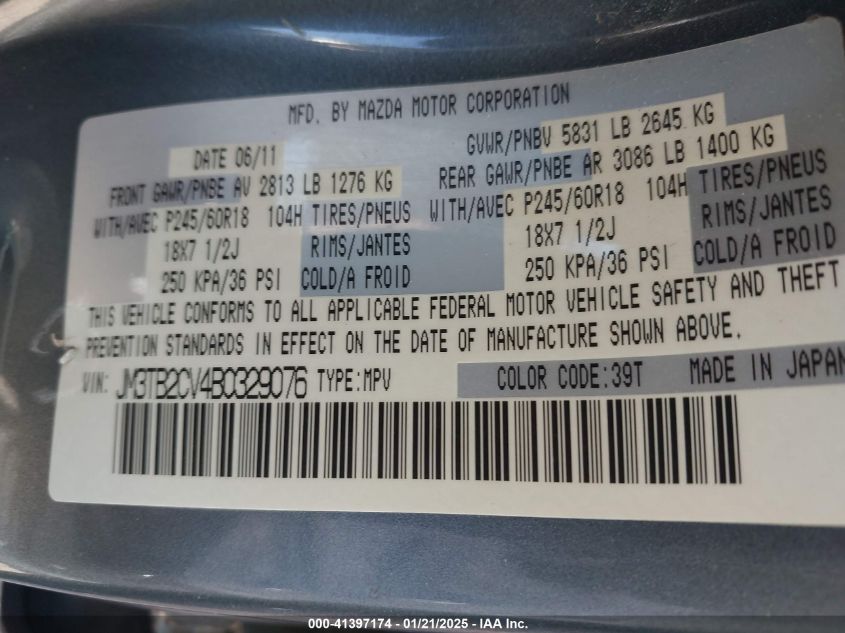 MFD. BY MAZDA MOTOR CORPORATION
DATE 06/11 GVWR/PNBV 5831 LB 2645 KG
FRONT GAWR/PNBE AV 2813 LB 1276 KG REAR GAWR/PNBE AR 3086 LB 1400 KG
WITH/AVEC P245/60R18 104H TIRES/PNEUS WITH/AVEC P245/60R18 104H TIRES/PNEUS
18X7 1/2J RIMS/JANTES 18X7 1/2J RIMS/JANTES
250 KPA/36 PSI COLD/A FROID 250 KPA/36 PSI COLD/A FROID
THIS VEHICLE CONFORMS TO ALL APPLICABLE FEDERAL MOTOR VEHICLE SAFETY AND THEFT
PREVENTION STANDARDS IN EFFECT ON THE DATE OF MANUFACTURE SHOWN ABOVE.
VIN: JM3TB2CV4B0329076 TYPE:MPV COLOR CODE:39T MADE IN JAPAN
000-41397174 — 01/21/2025 — IAA Inc.